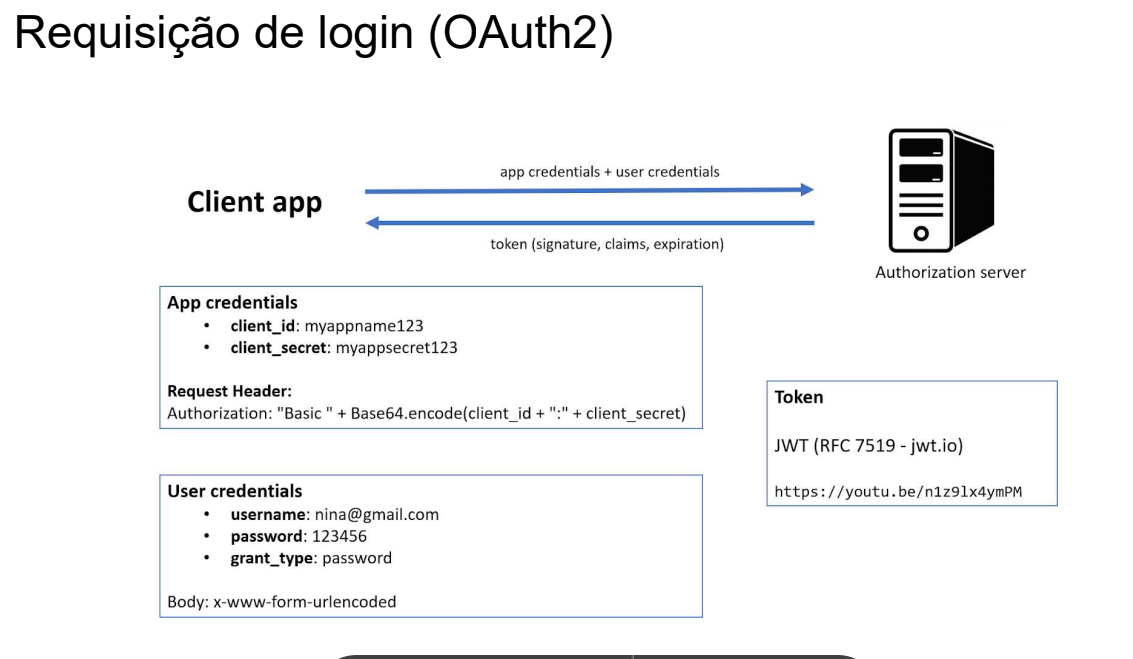 Requisição de login (OAuth2)
app credentials + user credentials
Client app
token (signature, claims, expiration)
Authorization server
App credentials
• client_id: myappname123
• client_secret: myappsecret123
Request Header:
Authorization: "Basic " + Base64.encode(client_id + ":" + client_secret)
Token
JWT (RFC 7519 - jwt.io)
https://youtu.be/n1z9lx4ymPM
User credentials
• username: nina@gmail.com
• password: 123456
• grant_type: password
Body: x-www-form-urlencoded